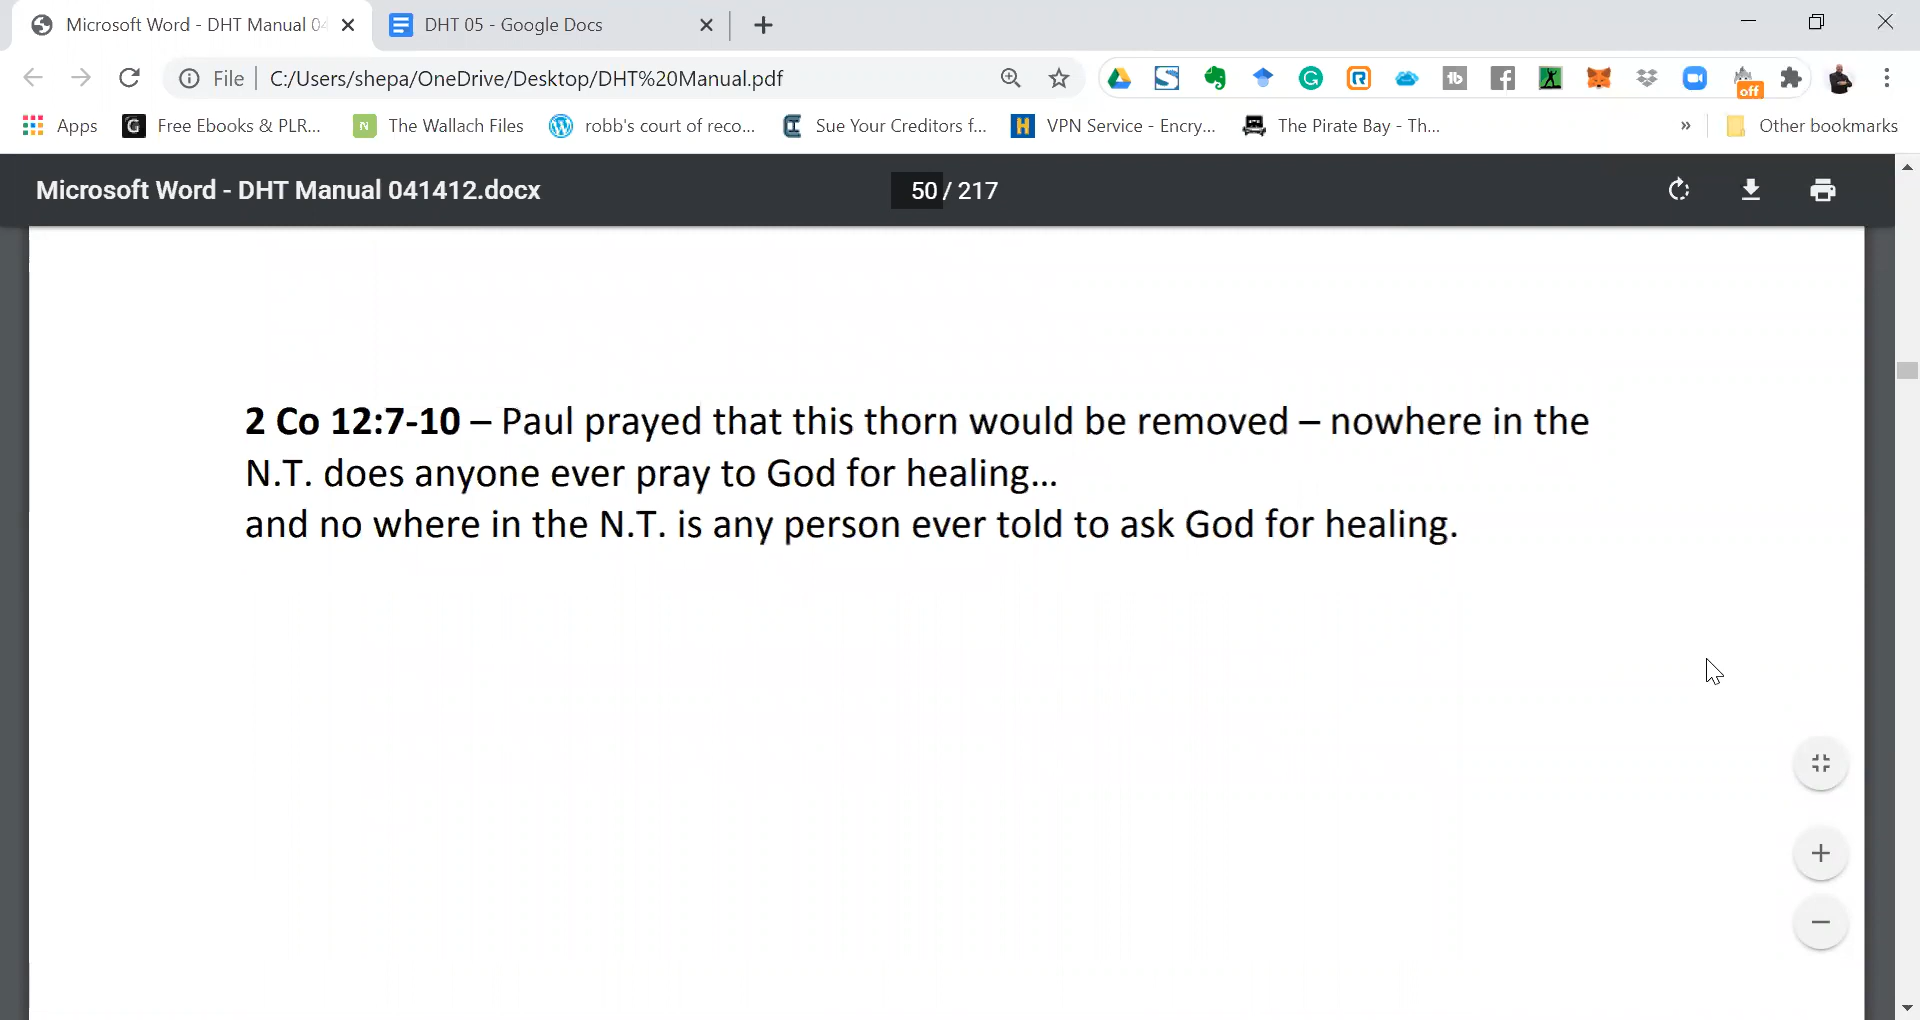 Microsoft Word - DHT Manual 04
DHT 05 - Google Docs
File
C:/Users/shepa/OneDrive/Desktop/DHT%20Manual.pdf
off
Apps
Free Ebooks & PLR...
The Wallach Files
robb's court of reco...
Sue Your Creditors f...
VPN Service - Encry...
The Pirate Bay - Th...
Other bookmarks
Microsoft Word - DHT Manual 041412.docx
50 / 217
2 Co 12:7-10 – Paul prayed that this thorn would be removed – nowhere in the
N.T. does anyone ever pray to God for healing...
and no where in the N.T. is any person ever told to ask God for healing.